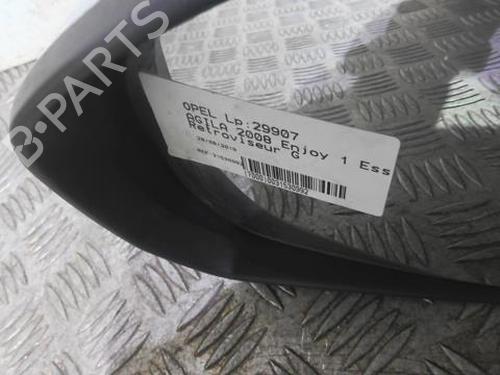 B-PARTS
OPEL Lp:29907
AGILA 2008 Enjoy 1 Ess
Retroviseur G